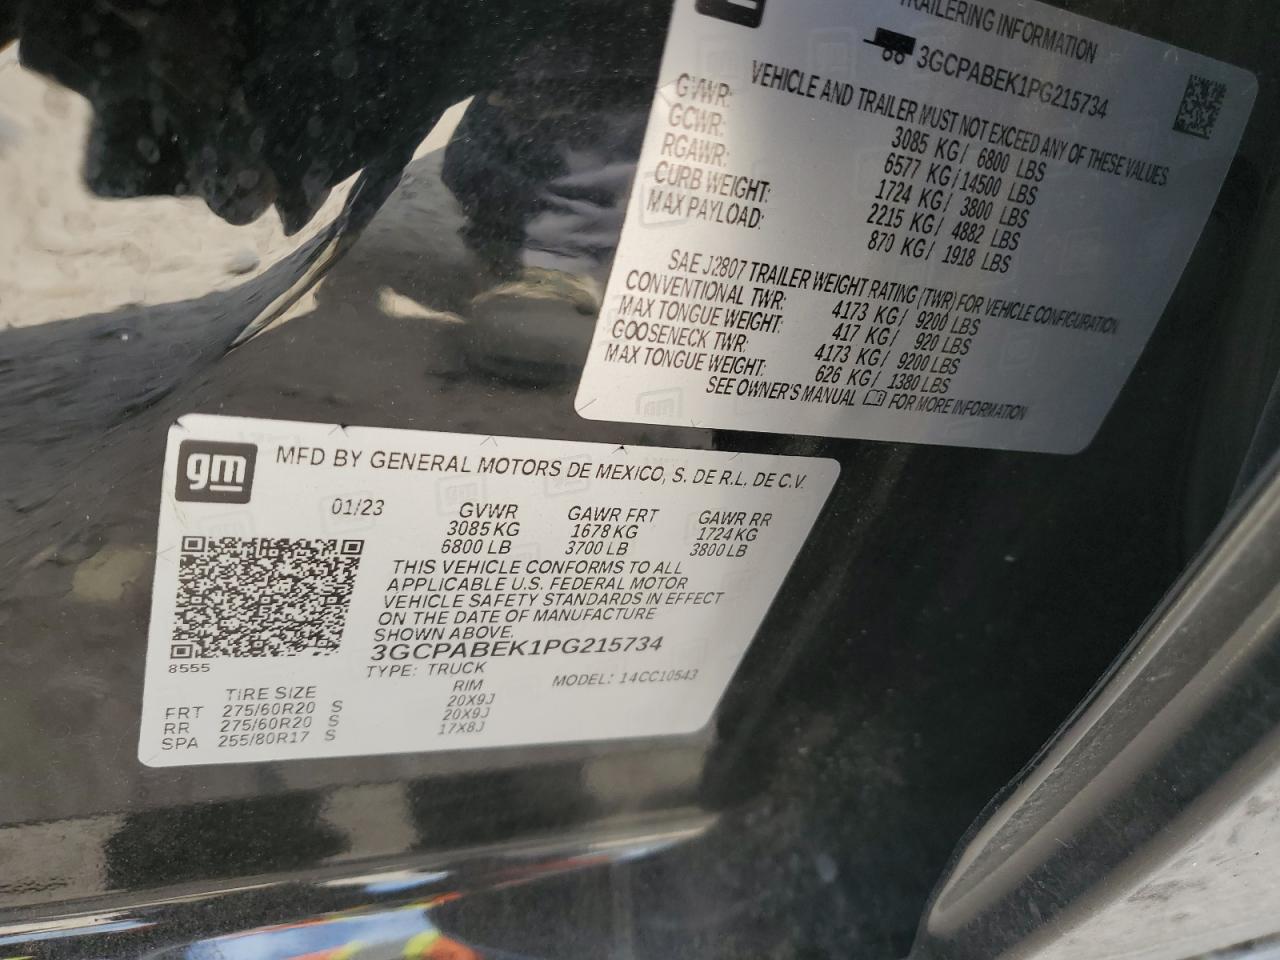 TRAILERING INFORMATION
3GCPABEK1PG215734
VEHICLE AND TRAILER MUST NOT EXCEED ANY OF THESE VALUES
GVWR: 3085 KG/ 6800 LBS
GCWR: 6577 KG/14500 LBS
RGAWR: 1724 KG/ 3800 LBS
CURB WEIGHT: 2215 KG/ 4882 LBS
MAX PAYLOAD: 870 KG/ 1918 LBS
SAE J2807 TRAILER WEIGHT RATING (TWR) FOR VEHICLE CONFIGURATION
CONVENTIONAL TWR: 4173 KG/ 9200 LBS
MAX TONGUE WEIGHT: 417 KG/ 920 LBS
GOOSENECK TWR: 4173 KG/ 9200 LBS
MAX TONGUE WEIGHT: 626 KG/ 1380 LBS
SEE OWNER'S MANUAL FOR MORE INFORMATION
gm
MFD BY GENERAL MOTORS DE MEXICO, S. DE R.L. DE C.V.
01/23 GVWR GAWR FRT GAWR RR
3085 KG 1678 KG 1724 KG
6800 LB 3700 LB 3800 LB
THIS VEHICLE CONFORMS TO ALL
APPLICABLE U.S. FEDERAL MOTOR
VEHICLE SAFETY STANDARDS IN EFFECT
ON THE DATE OF MANUFACTURE
SHOWN ABOVE.
3GCPABEK1PG215734
8555
TYPE: TRUCK MODEL: 14CC10543
TIRE SIZE RIM
FRT 275/60R20 S 20X9J
RR 275/60R20 S 20X9J
SPA 255/80R17 S 17X8J